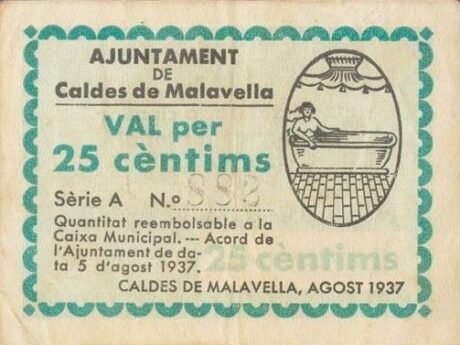 AJUNTAMENT
DE
Caldes de Malavella
VAL per
25 cèntims
Sèrie A N.º 892
Quantitat reemborsable a la
Caixa Municipal. -- Acord de
l'Ajuntament de da-
ta 5 d'agost 1937.
25 cèntims
CALDES DE MALAVELLA, AGOST 1937